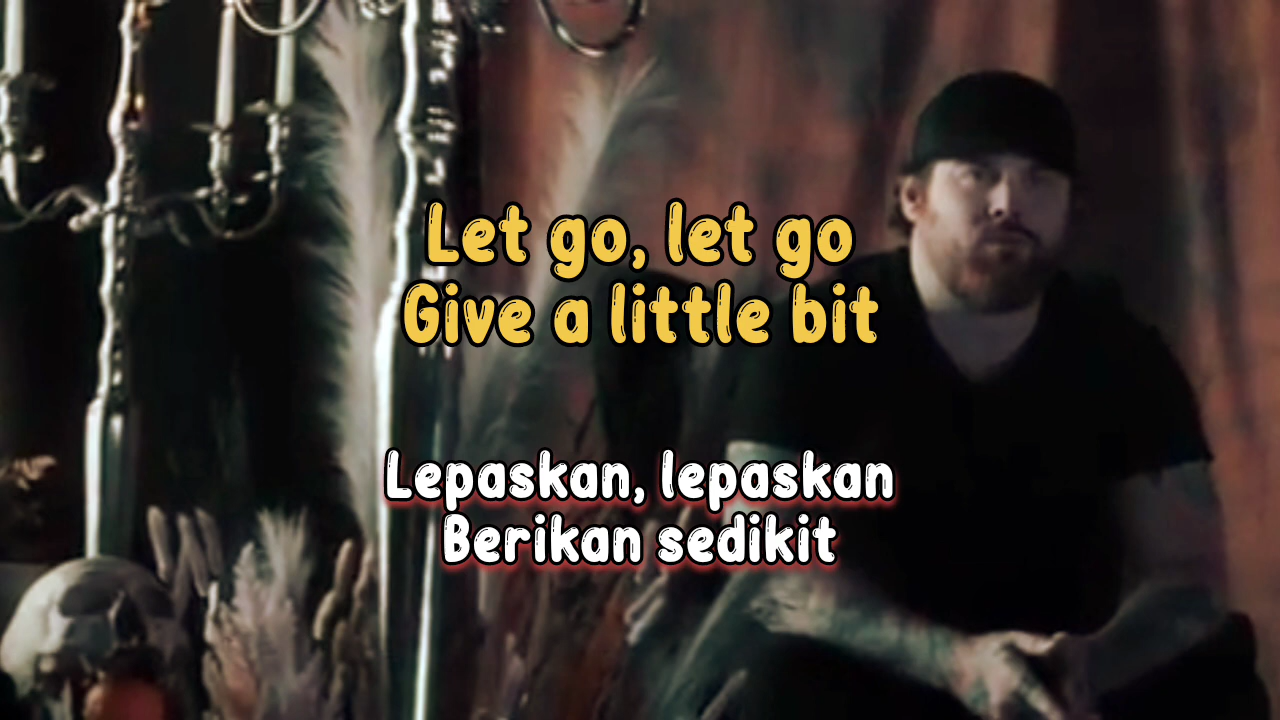 Let go, let go
Give a little bit
Lepaskan, lepaskan
Berikan sedikit